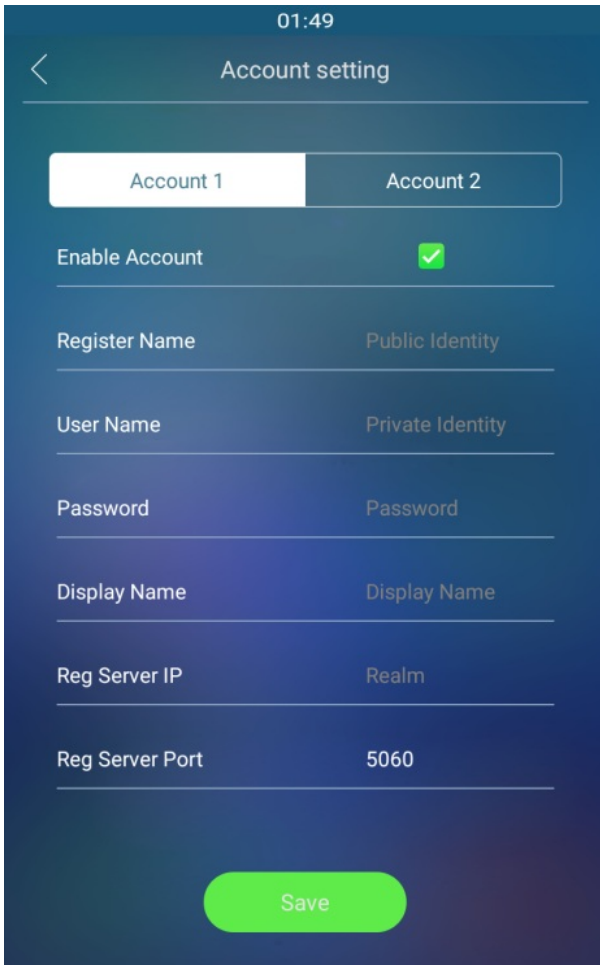 01:49
Account setting
Account 1 Account 2
Enable Account
Register Name Public Identity
User Name Private Identity
Password Password
Display Name Display Name
Reg Server IP Realm
Reg Server Port 5060
Save